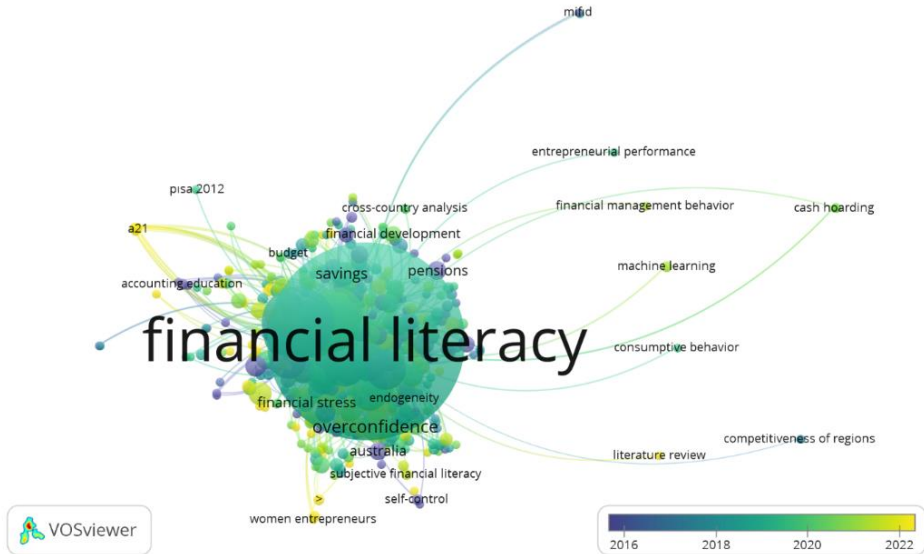 mifid
entrepreneurial performance
pisa 2012
cross-country analysis
financial management behavior
cash hoarding
a21
financial development
budget
savings
pensions
machine learning
accounting education
financial literacy
consumptive behavior
financial stress
endogeneity
overconfidence
competitiveness of regions
australia
literature review
subjective financial literacy
>
self-control
women entrepreneurs
VOSviewer
2016
2018
2020
2022